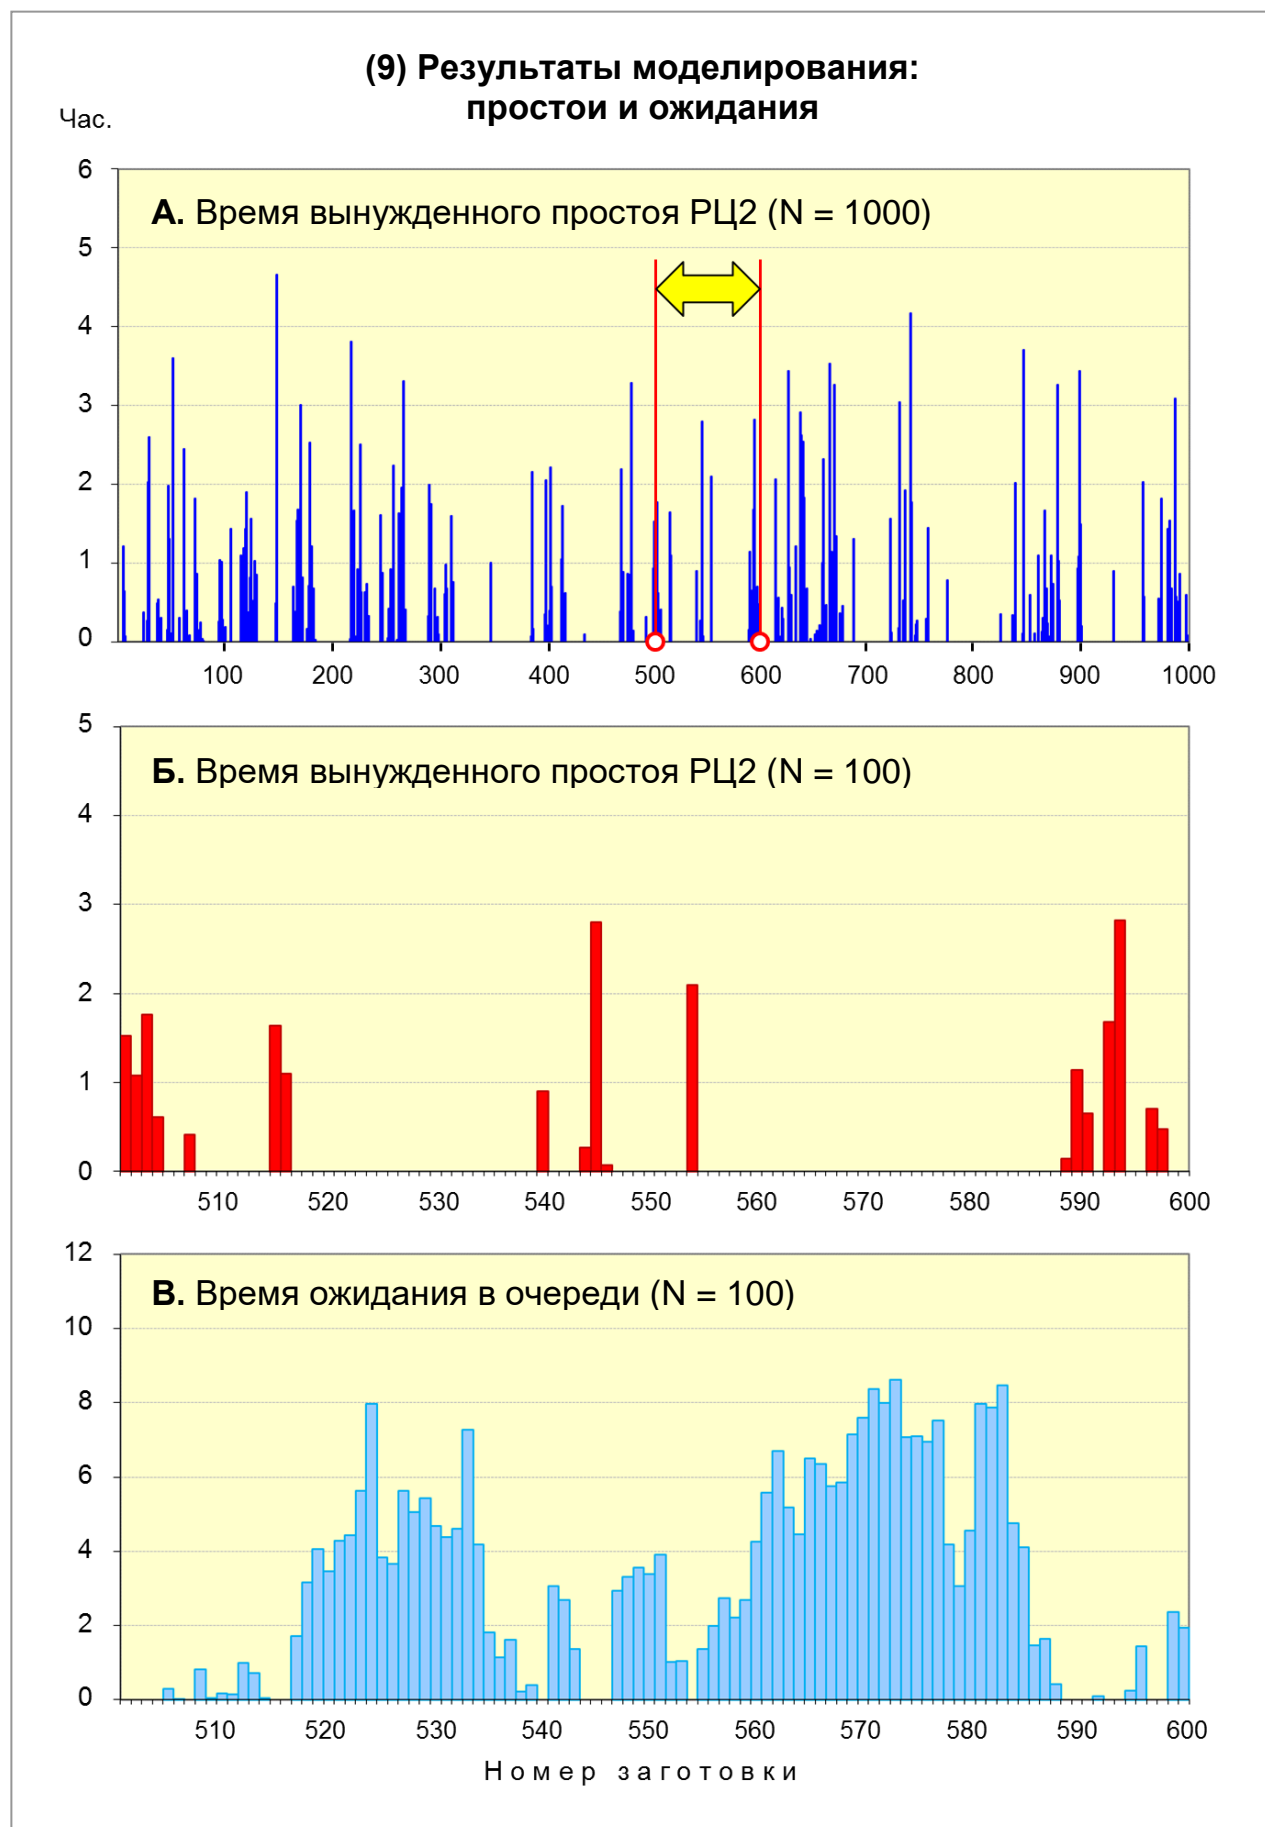 (9) Результаты моделирования:
простои и ожидания
Час.
6
А. Время вынужденного простоя РЦ2 (N = 1000)
5
4
3
2
1
0
100 200 300 400 500 600 700 800 900 1000
5
Б. Время вынужденного простоя РЦ2 (N = 100)
4
3
2
1
0
510 520 530 540 550 560 570 580 590 600
12
В. Время ожидания в очереди (N = 100)
10
8
6
4
2
0
510 520 530 540 550 560 570 580 590 600
Номер заготовки